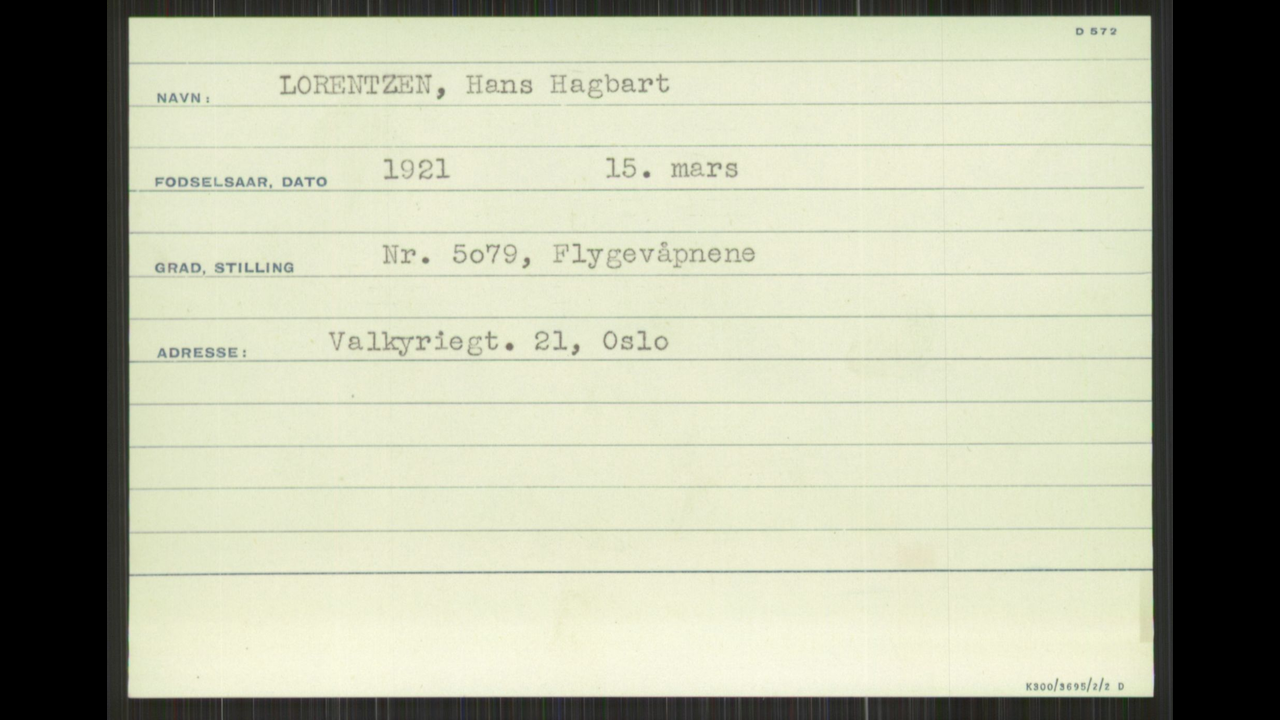 D 572
NAVN: LORENTZEN, Hans Hagbart
FODSELSAAR, DATO 1921 15. mars
GRAD, STILLING Nr. 5o79, Flygevåpnene
ADRESSE: Valkyriegt. 21, Oslo
K300/3695/2/2 D